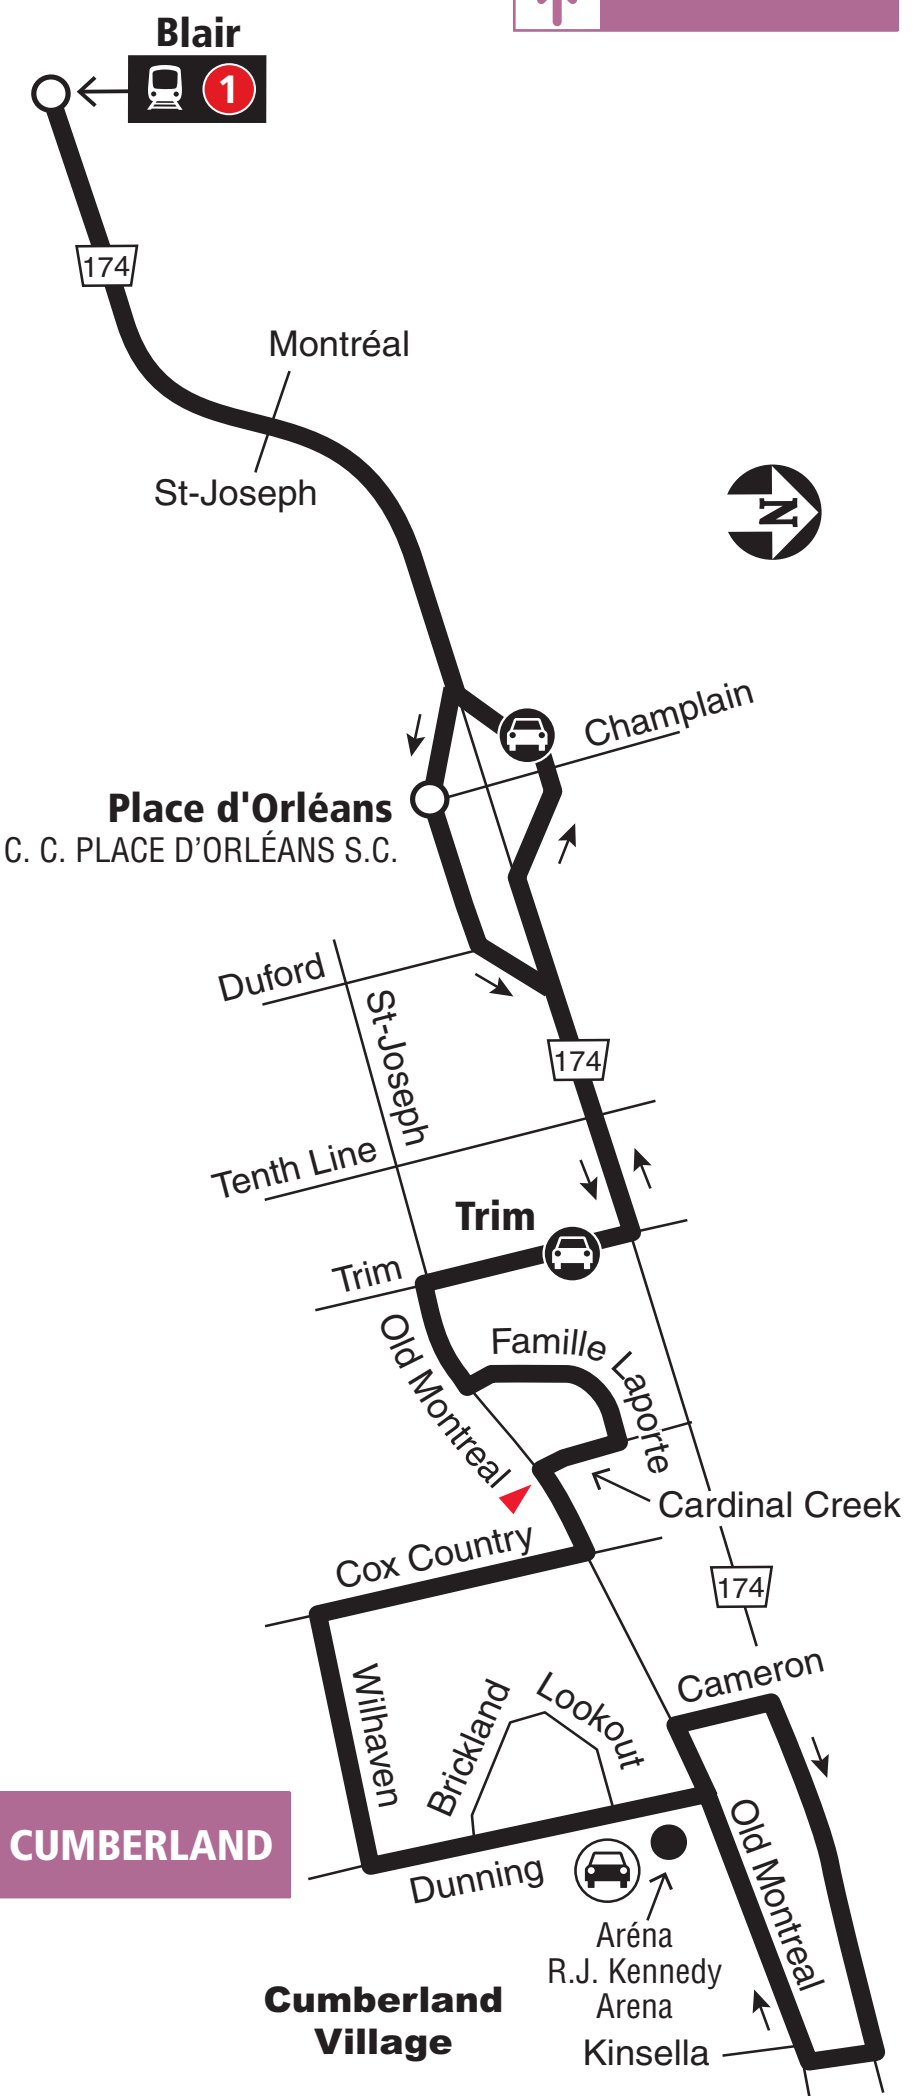 Blair
1
174
Montréal
St-Joseph
N
Champlain
Place d'Orléans
C. C. PLACE D'ORLÉANS S.C.
Duford
St-Joseph
174
Tenth Line
Trim
Trim
Old Montreal
Famille Laporte
Cardinal Creek
Cox Country
174
Cameron
Wilhaven
Brickland
Lookout
CUMBERLAND
Old Montreal
Dunning
Aréna
R.J. Kennedy
Arena
Cumberland
Village
Kinsella